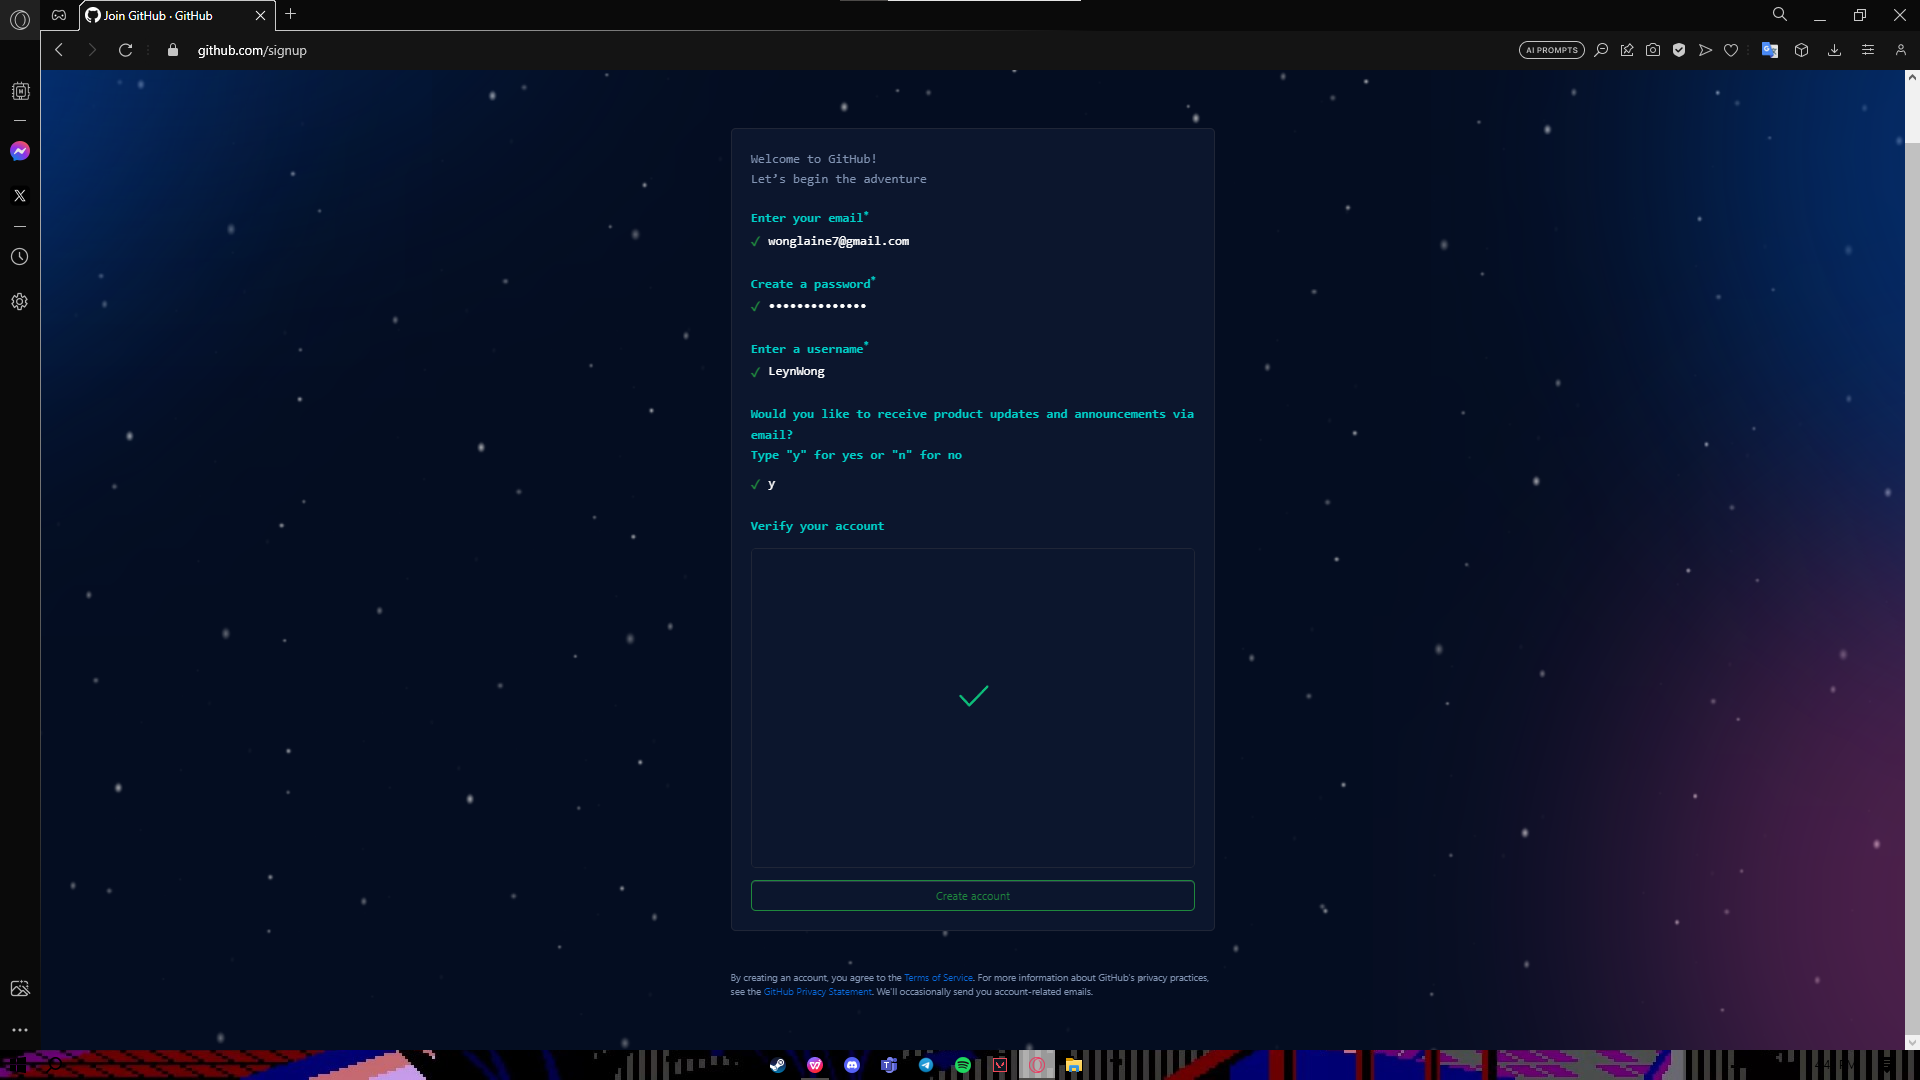 Join GitHub · GitHub
github.com/signup
AI PROMPTS
Welcome to GitHub!
Let’s begin the adventure
Enter your email*
✓ wonglaine7@gmail.com
Create a password*
✓ ••••••••••••••
Enter a username*
✓ LeynWong
Would you like to receive product updates and announcements via
email?
Type "y" for yes or "n" for no
✓ y
Verify your account
Create account
By creating an account, you agree to the Terms of Service. For more information about GitHub's privacy practices,
see the GitHub Privacy Statement. We'll occasionally send you account-related emails.